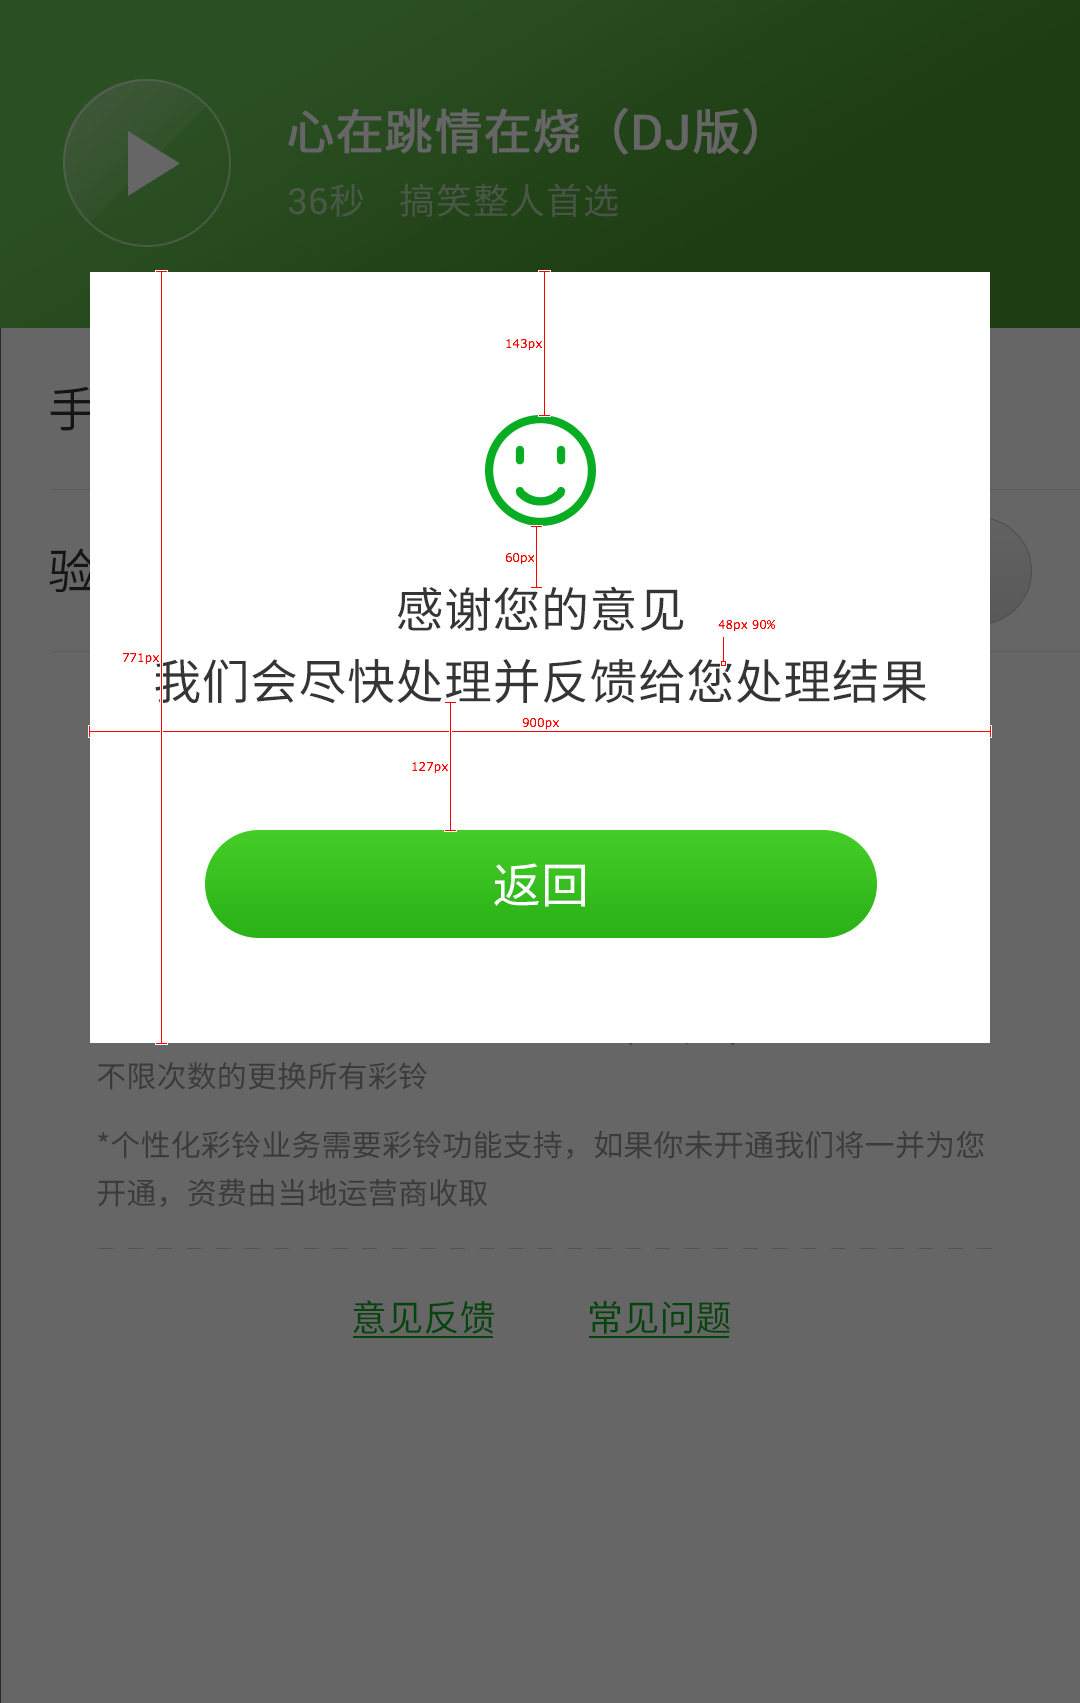 心在跳情在烧（DJ版）
36秒 搞笑整人首选
手
验
143px
60px
感谢您的意见
48px 90%
771px
我们会尽快处理并反馈给您处理结果
900px
127px
返回
不限次数的更换所有彩铃
*个性化彩铃业务需要彩铃功能支持，如果你未开通我们将一并为您
开通，资费由当地运营商收取
意见反馈 常见问题